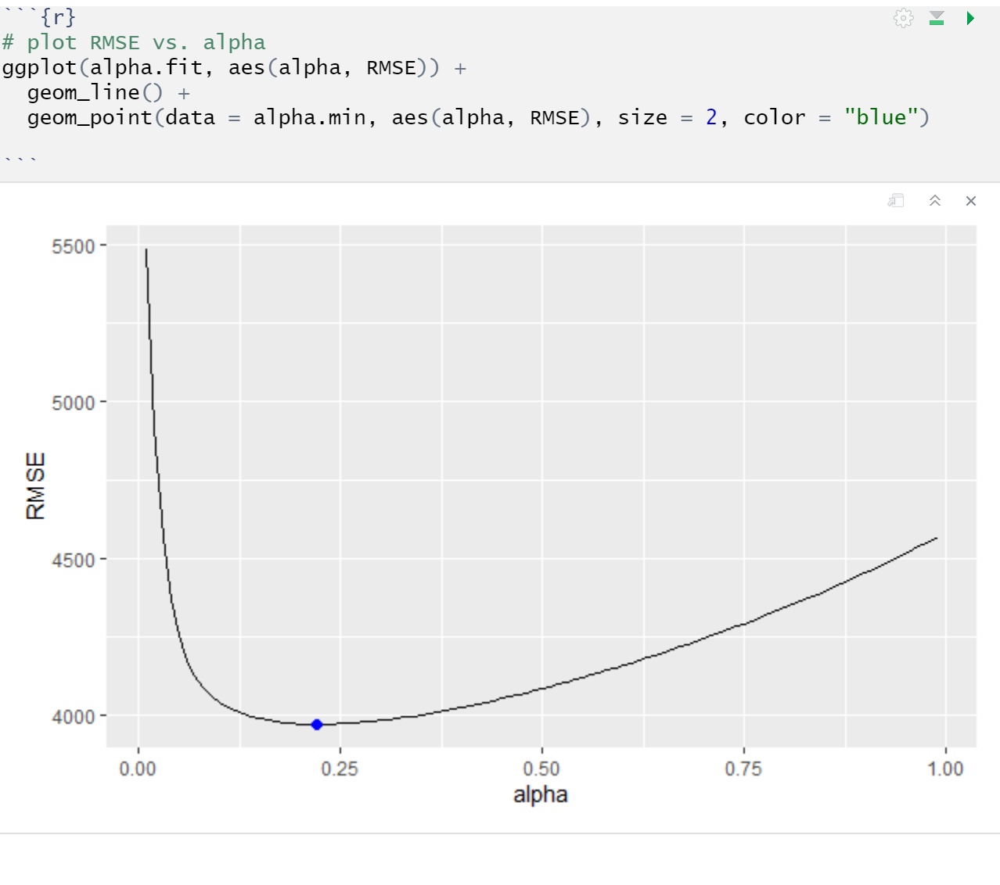 ```{r}
# plot RMSE vs. alpha
ggplot(alpha.fit, aes(alpha, RMSE)) +
  geom_line() +
  geom_point(data = alpha.min, aes(alpha, RMSE), size = 2, color = "blue")
```
5500
5000
4500
4000
RMSE
0.00 0.25 0.50 0.75 1.00
alpha